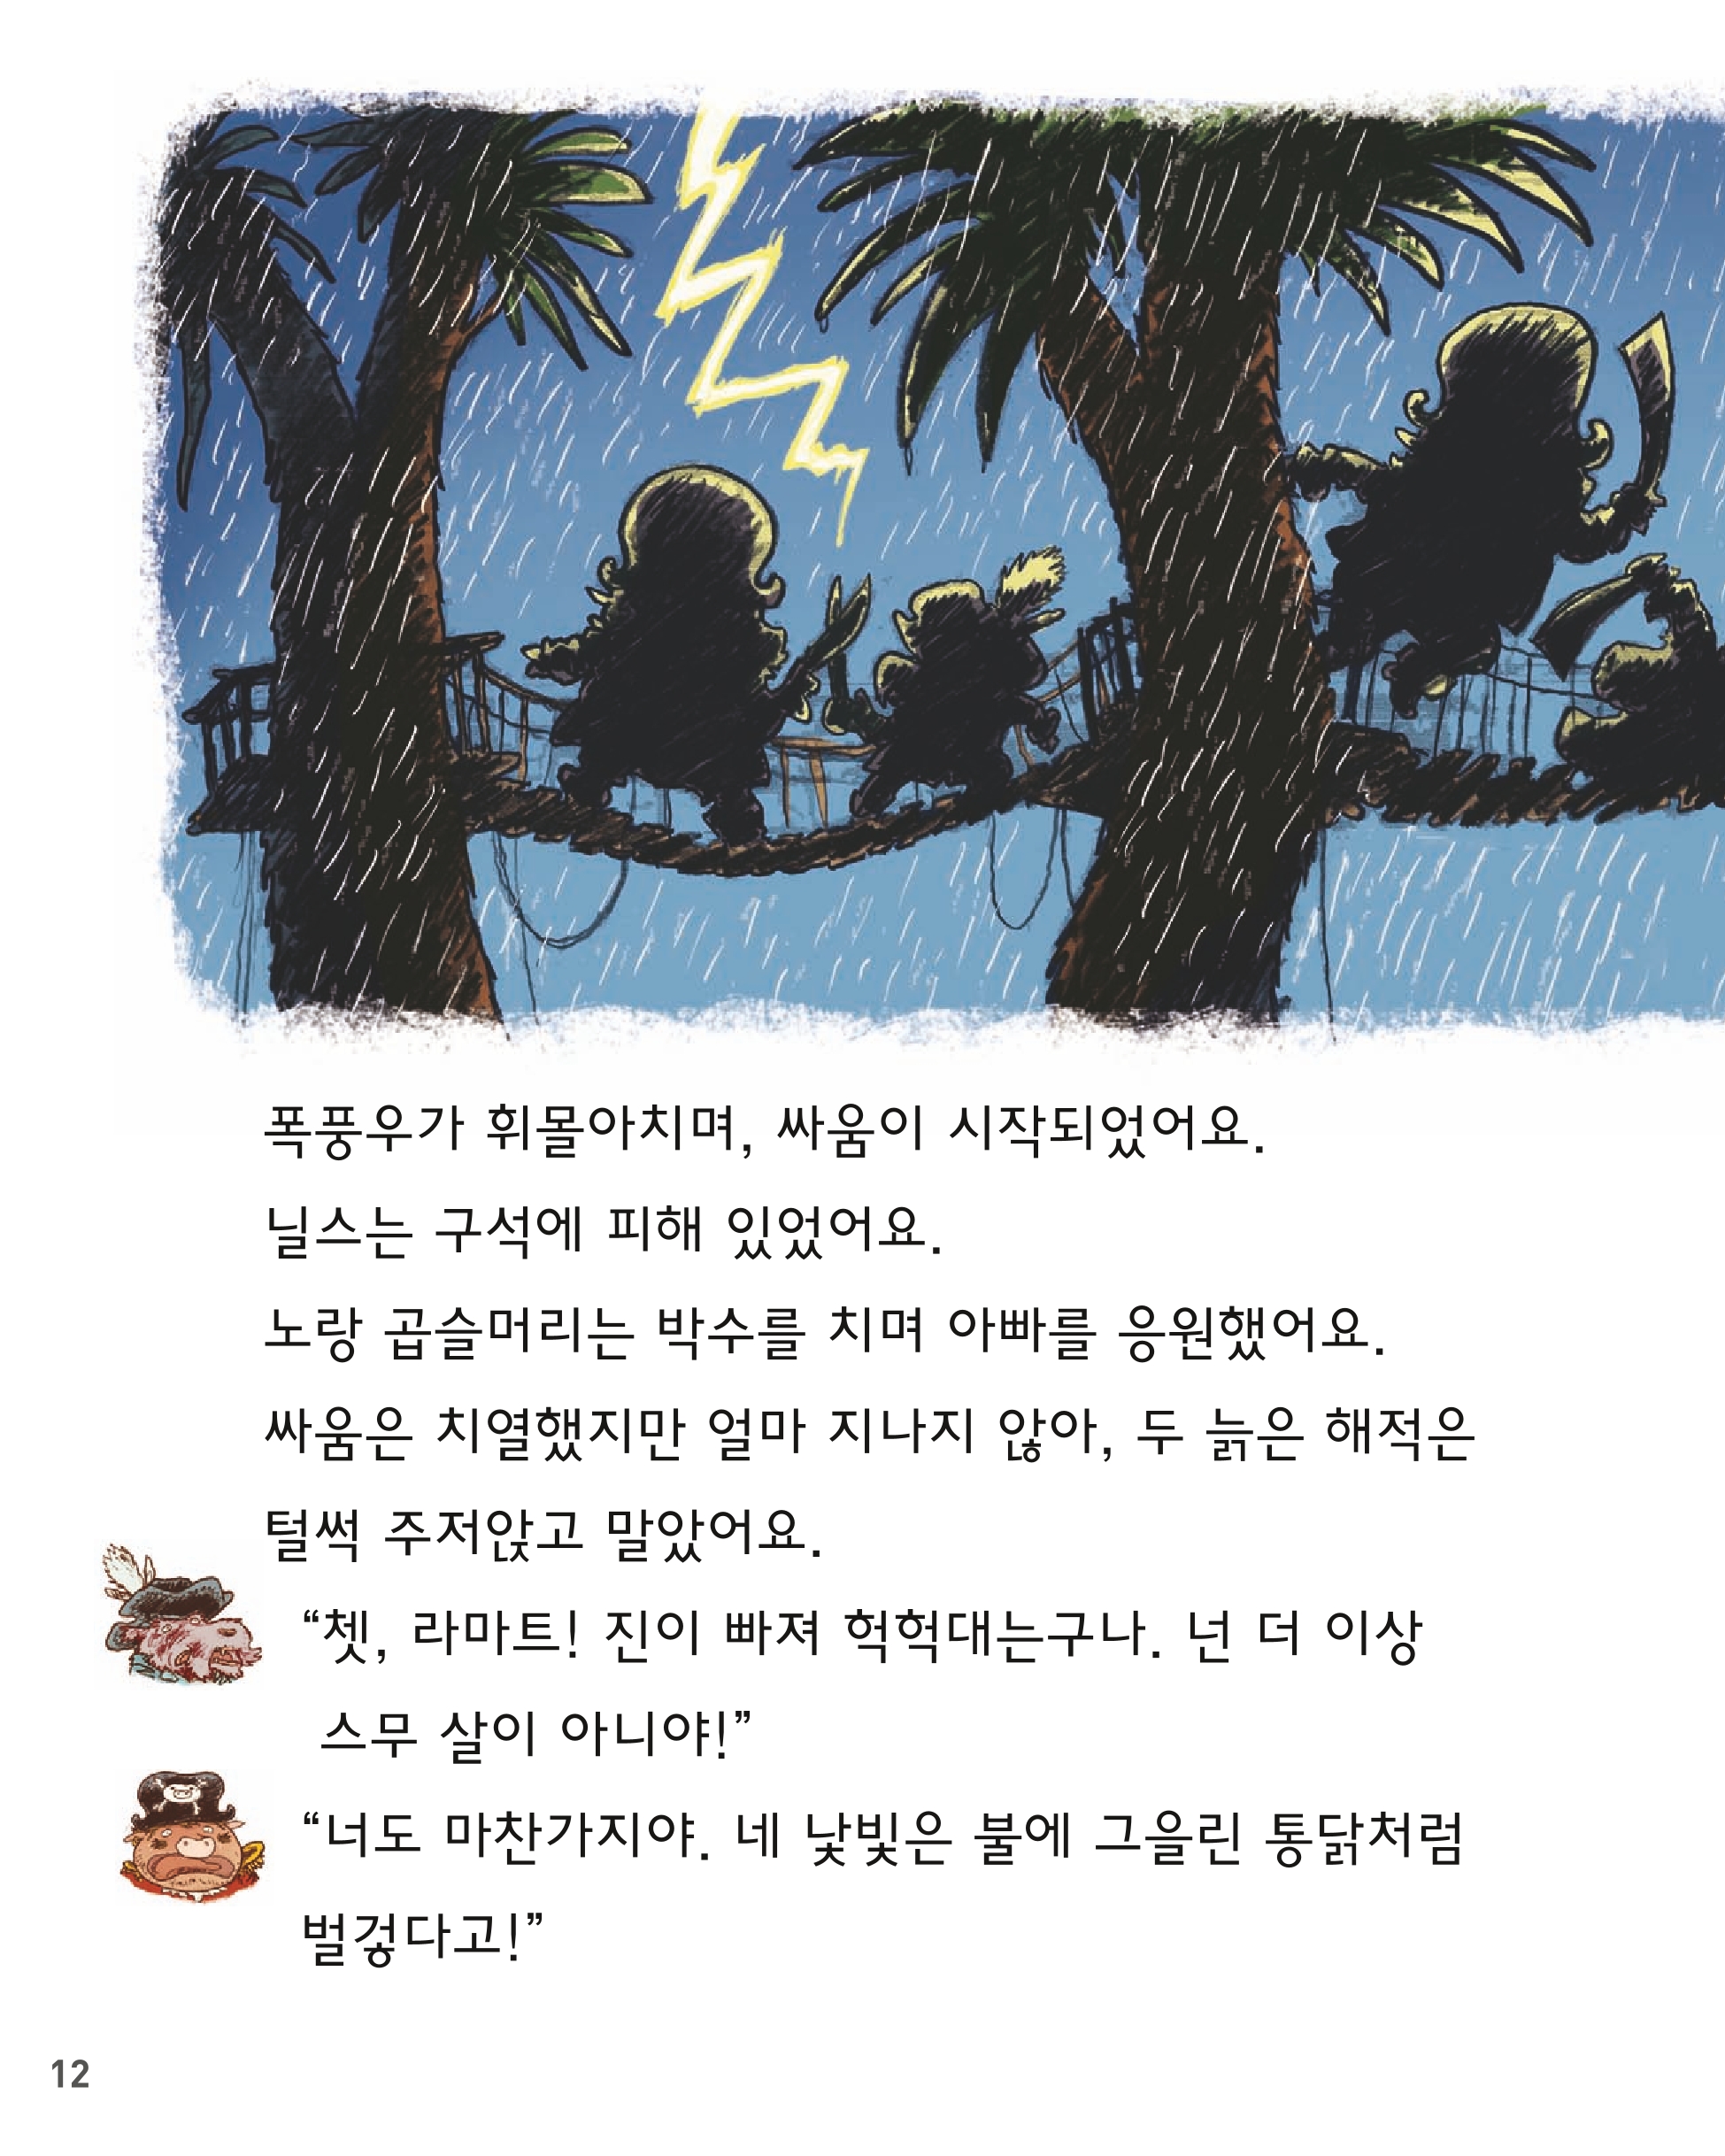 폭풍우가 휘몰아치며, 싸움이 시작되었어요.
닐스는 구석에 피해 있었어요.
노랑 곱슬머리는 박수를 치며 아빠를 응원했어요.
싸움은 치열했지만 얼마 지나지 않아, 두 늙은 해적은
털썩 주저앉고 말았어요.
“쳇, 라마트! 진이 빠져 헉헉대는구나. 넌 더 이상
스무 살이 아니야!”
“너도 마찬가지야. 네 낯빛은 불에 그을린 통닭처럼
벌겋다고!”
12